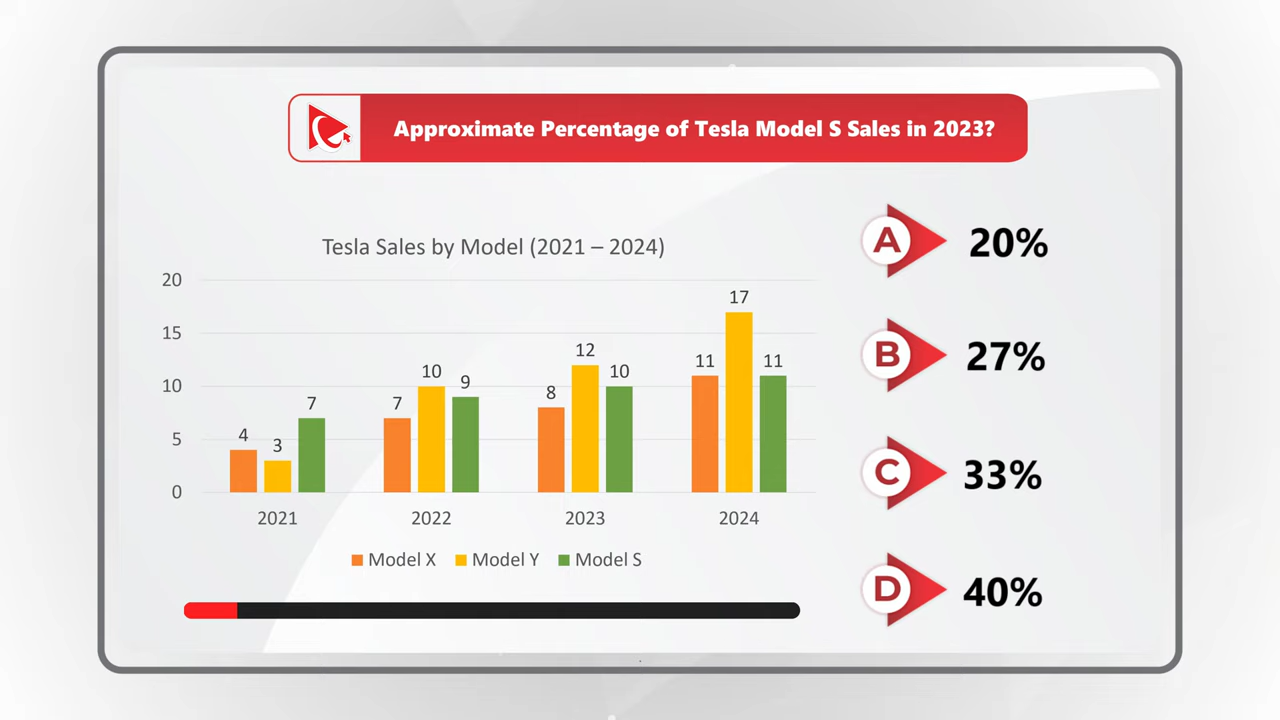 Approximate Percentage of Tesla Model S Sales in 2023?
Tesla Sales by Model (2021 – 2024)
20
15
10
5
0
4
3
7
7
10
9
8
12
10
11
17
11
2021
2022
2023
2024
Model X
Model Y
Model S
A
20%
B
27%
C
33%
D
40%